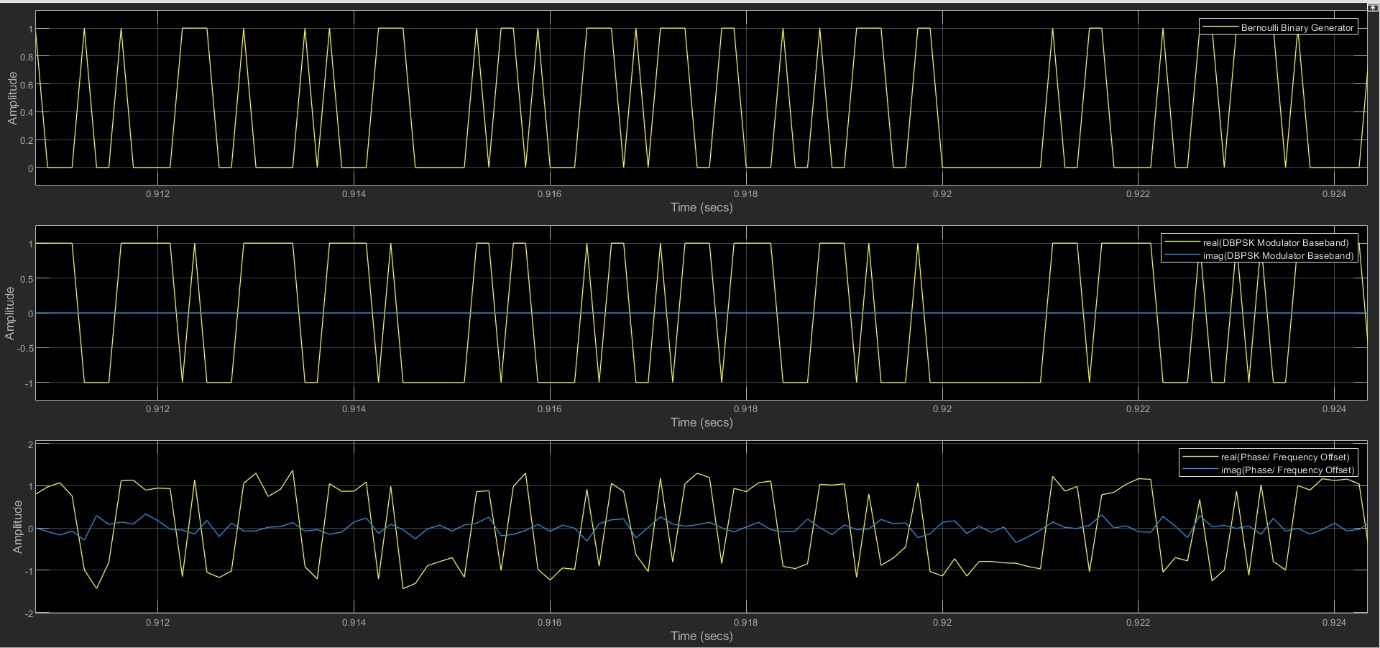 Bernoulli Binary Generator
1
0.8
0.6
0.4
0.2
0
Amplitude
0.912 0.914 0.916 0.918 0.92 0.922 0.924
Time (secs)
real(DBPSK Modulator Baseband)
imag(DBPSK Modulator Baseband)
1
0.5
0
-0.5
-1
Amplitude
0.912 0.914 0.916 0.918 0.92 0.922 0.924
Time (secs)
real(Phase/ Frequency Offset)
imag(Phase/ Frequency Offset)
2
1
0
-1
-2
Amplitude
0.912 0.914 0.916 0.918 0.92 0.922 0.924
Time (secs)